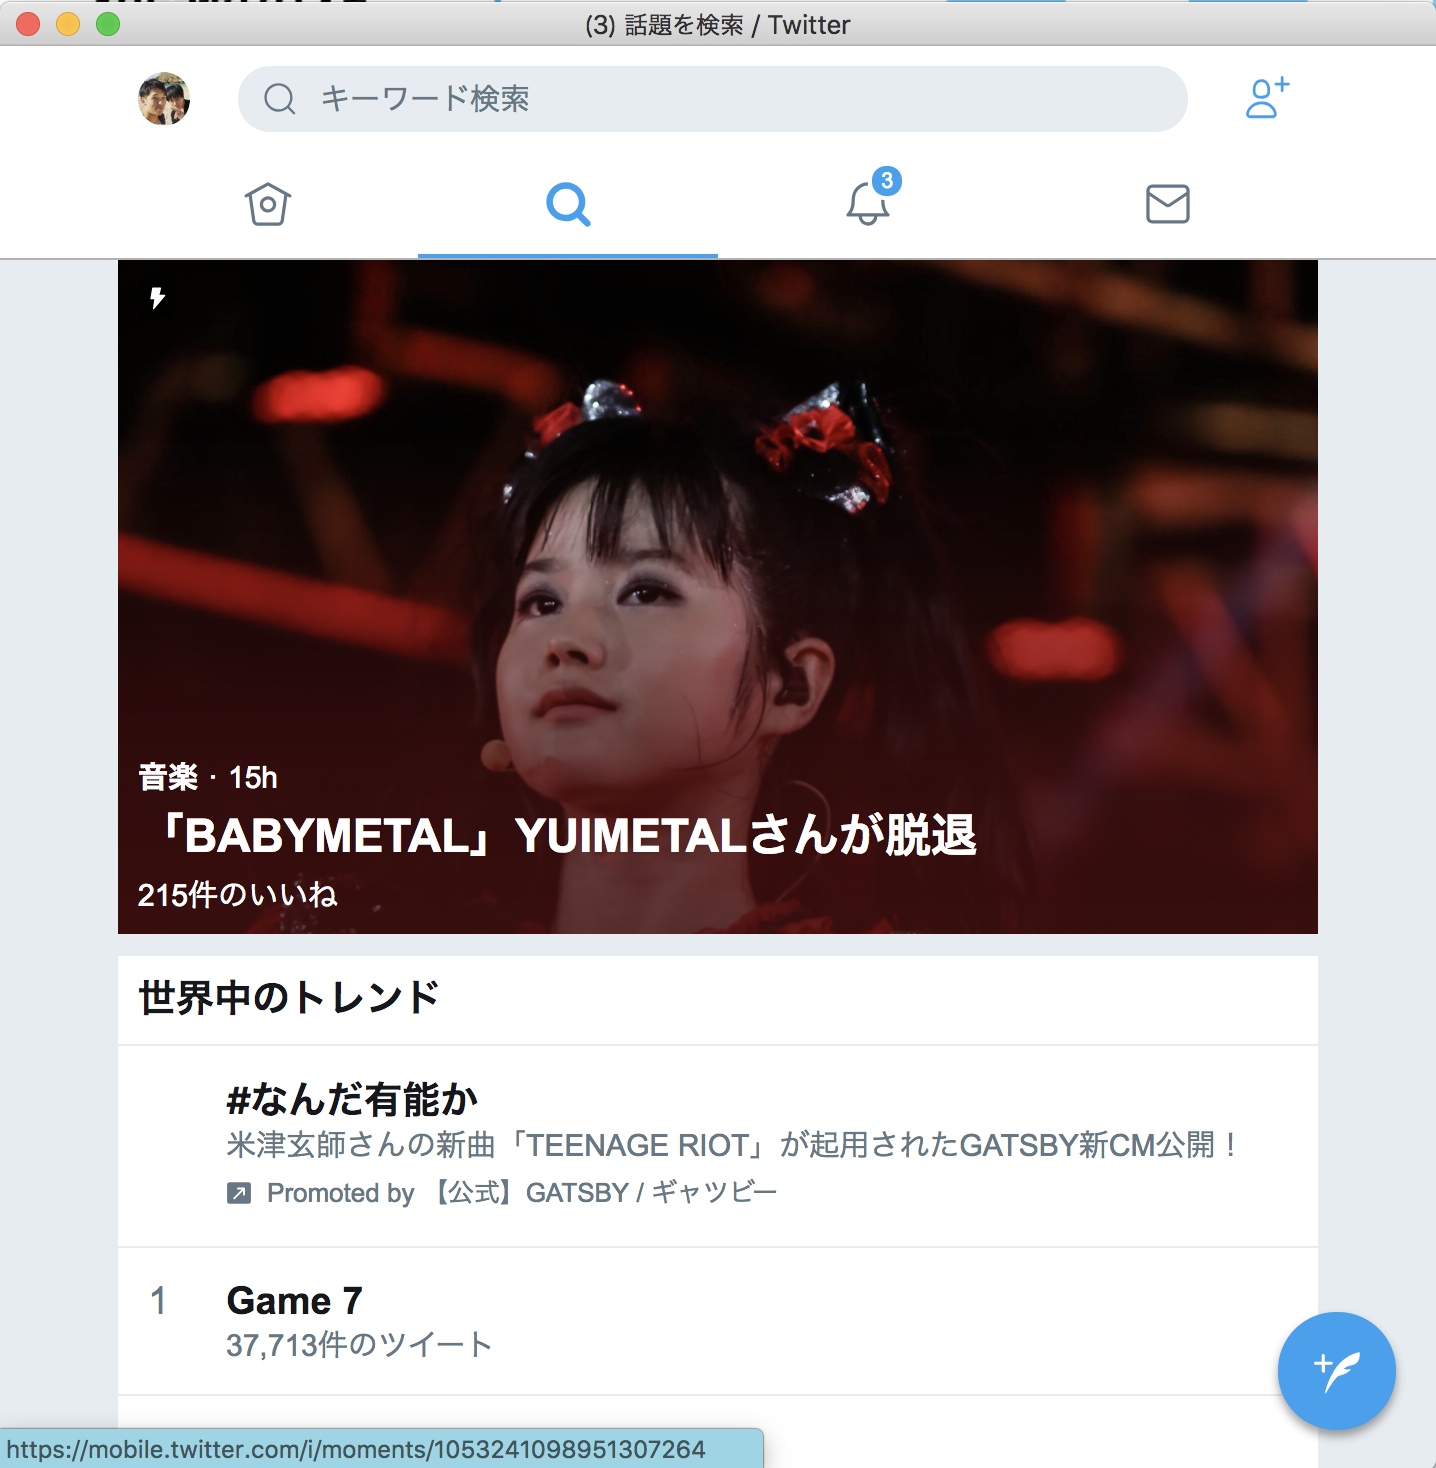 (3) 話題を検索 / Twitter
キーワード検索
3
音楽 · 15h
「BABYMETAL」YUIMETALさんが脱退
215件のいいね
世界中のトレンド
#なんだ有能か
米津玄師さんの新曲「TEENAGE RIOT」が起用されたGATSBY新CM公開！
Promoted by 【公式】GATSBY / ギャツビー
1
Game 7
37,713件のツイート
https://mobile.twitter.com/i/moments/1053241098951307264